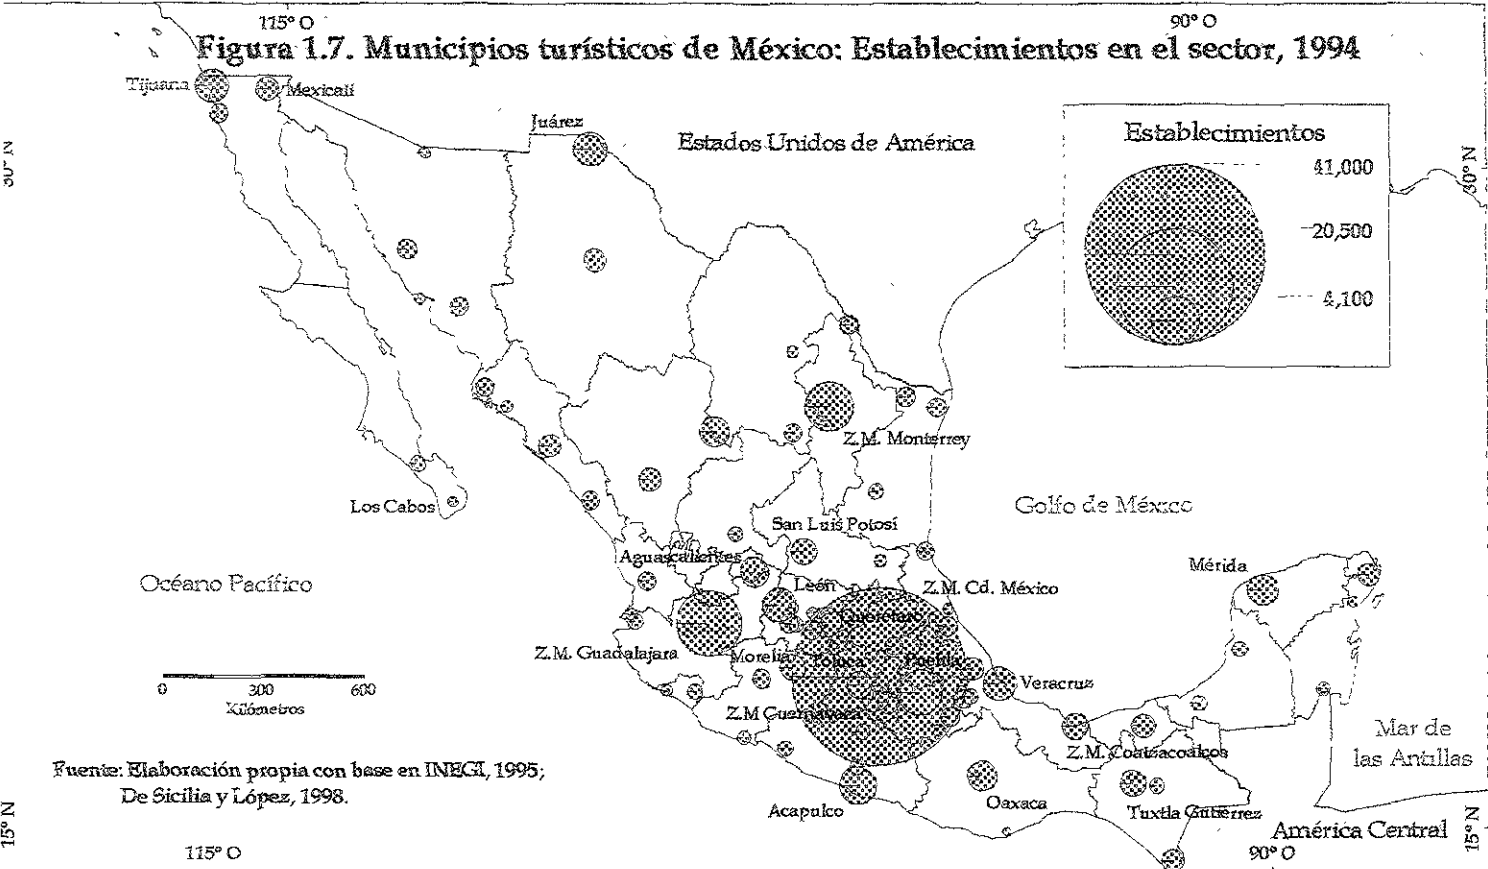 115° O
90° O
Figura 1.7. Municipios turísticos de México: Establecimientos en el sector, 1994
Tijuana
Mexicali
Juárez
Estados Unidos de América
Establecimientos
41,000
20,500
4,100
30° N
30° N
Z.M. Monterrey
Los Cabos
Golfo de México
San Luis Potosí
Aguascalientes
Océano Pacífico
León
Z.M. Cd. México
Mérida
Querétaro
Z.M. Guadalajara
Morelia
Toluca
Puebla
Veracruz
0 300 600
Kilómetros
Z.M Cuernavaca
Z.M. Coatzacoalcos
Mar de
las Antillas
Fuente: Elaboración propia con base en INEGI, 1995;
De Sicilia y López, 1998.
Acapulco
Oaxaca
Tuxtla Gutiérrez
América Central
15° N
15° N
115° O
90° O